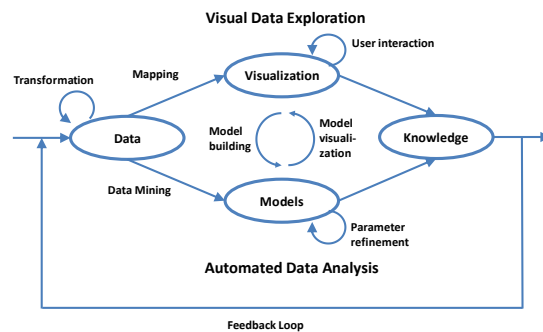 Visual Data Exploration
User interaction
Transformation
Mapping
Visualization
Data
Model
building
Model
visuali-
zation
Knowledge
Data Mining
Models
Parameter
refinement
Automated Data Analysis
Feedback Loop